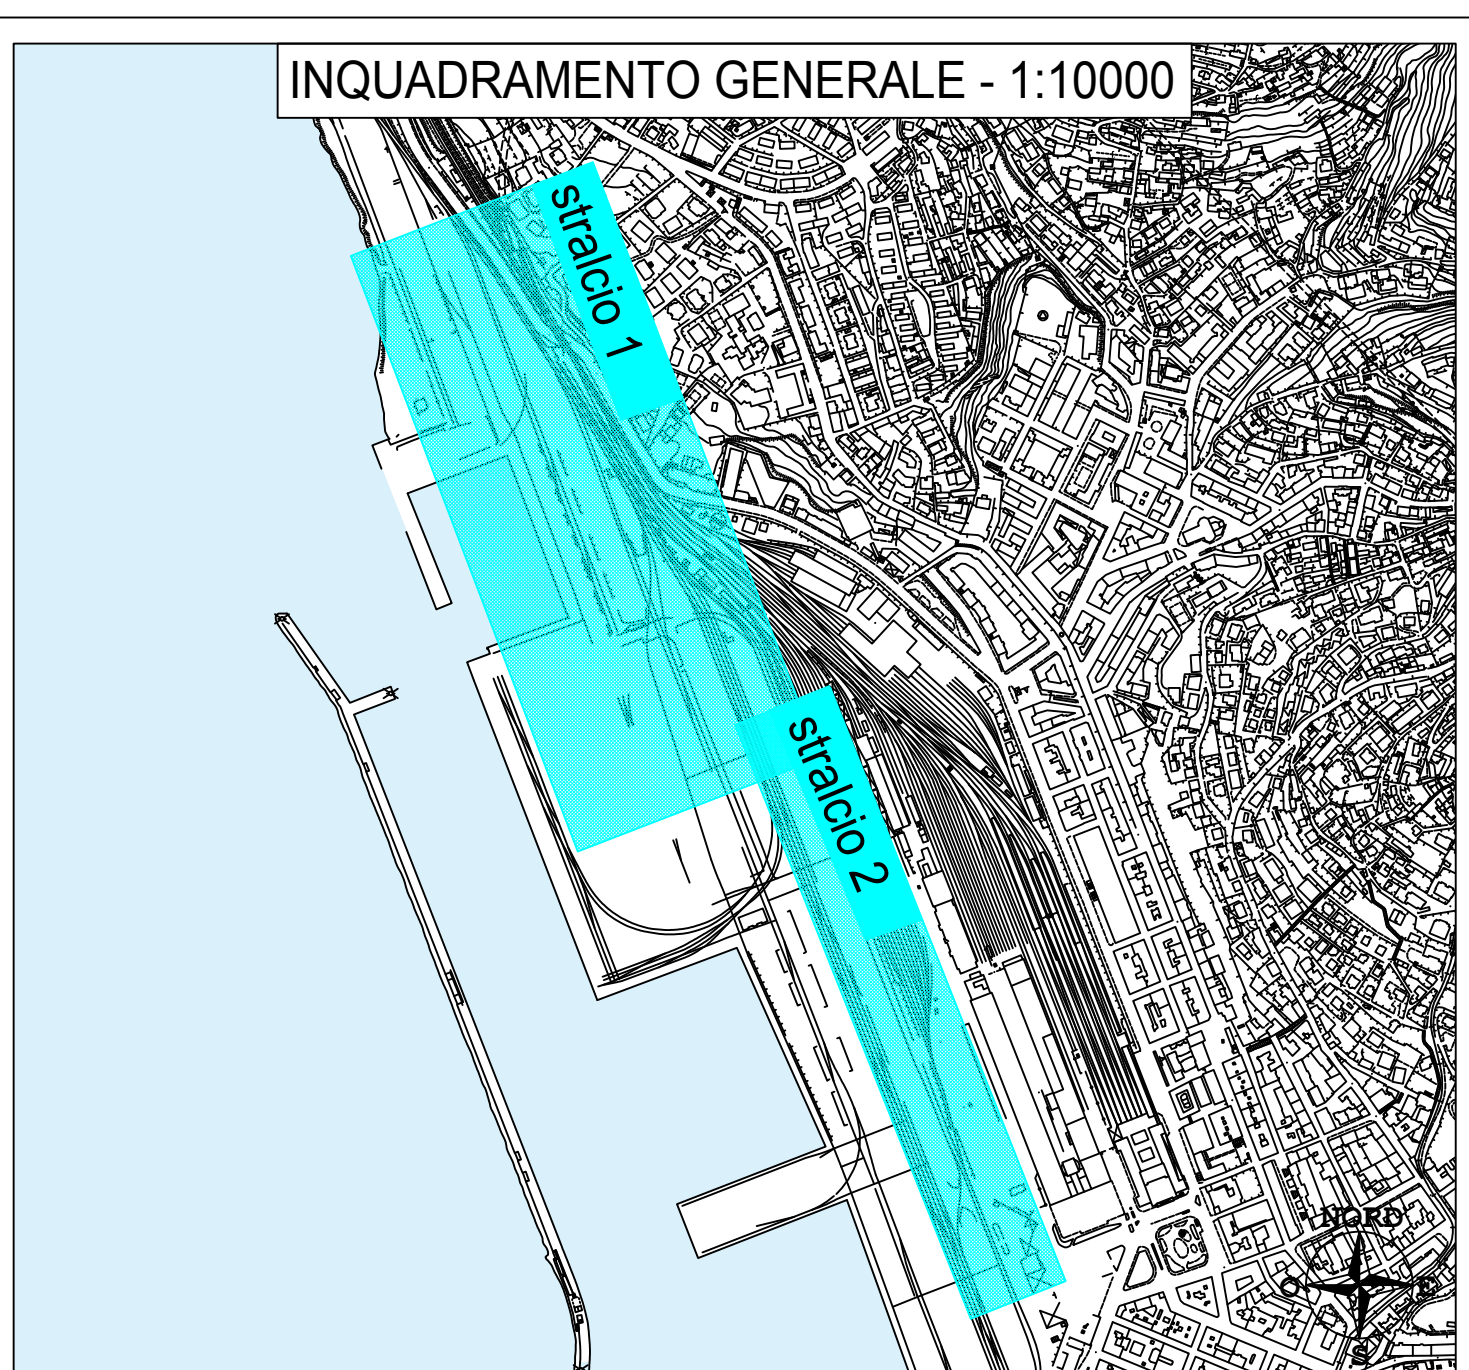 INQUADRAMENTO GENERALE - 1:10000
stralcio 1
stralcio 2
NORD
O
E
S